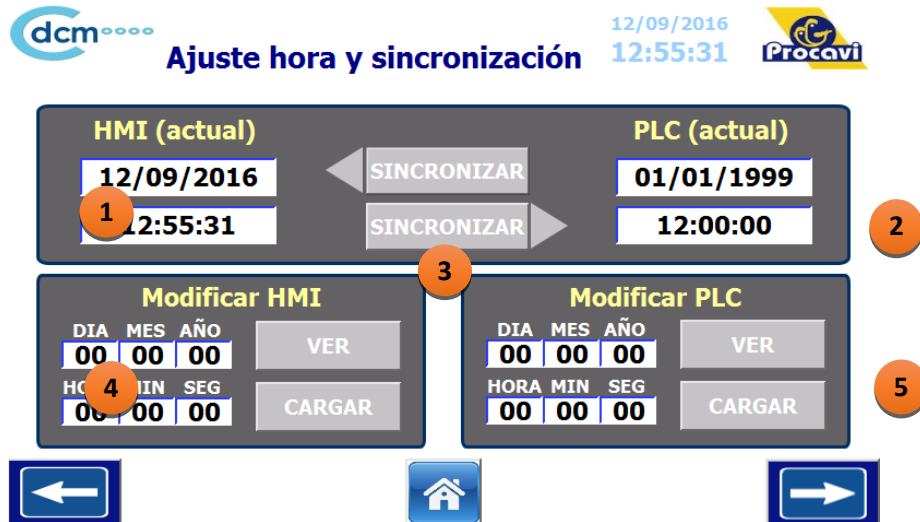 dcm
12/09/2016
Ajuste hora y sincronización
12:55:31
Procavi
HMI (actual)
PLC (actual)
12/09/2016
SINCRONIZAR
01/01/1999
1
12:55:31
SINCRONIZAR
12:00:00
2
3
Modificar HMI
Modificar PLC
DIA MES AÑO
VER
DIA MES AÑO
VER
00 00 00
00 00 00
4
SEG
CARGAR
HORA MIN SEG
CARGAR
5
00 00 00
00 00 00